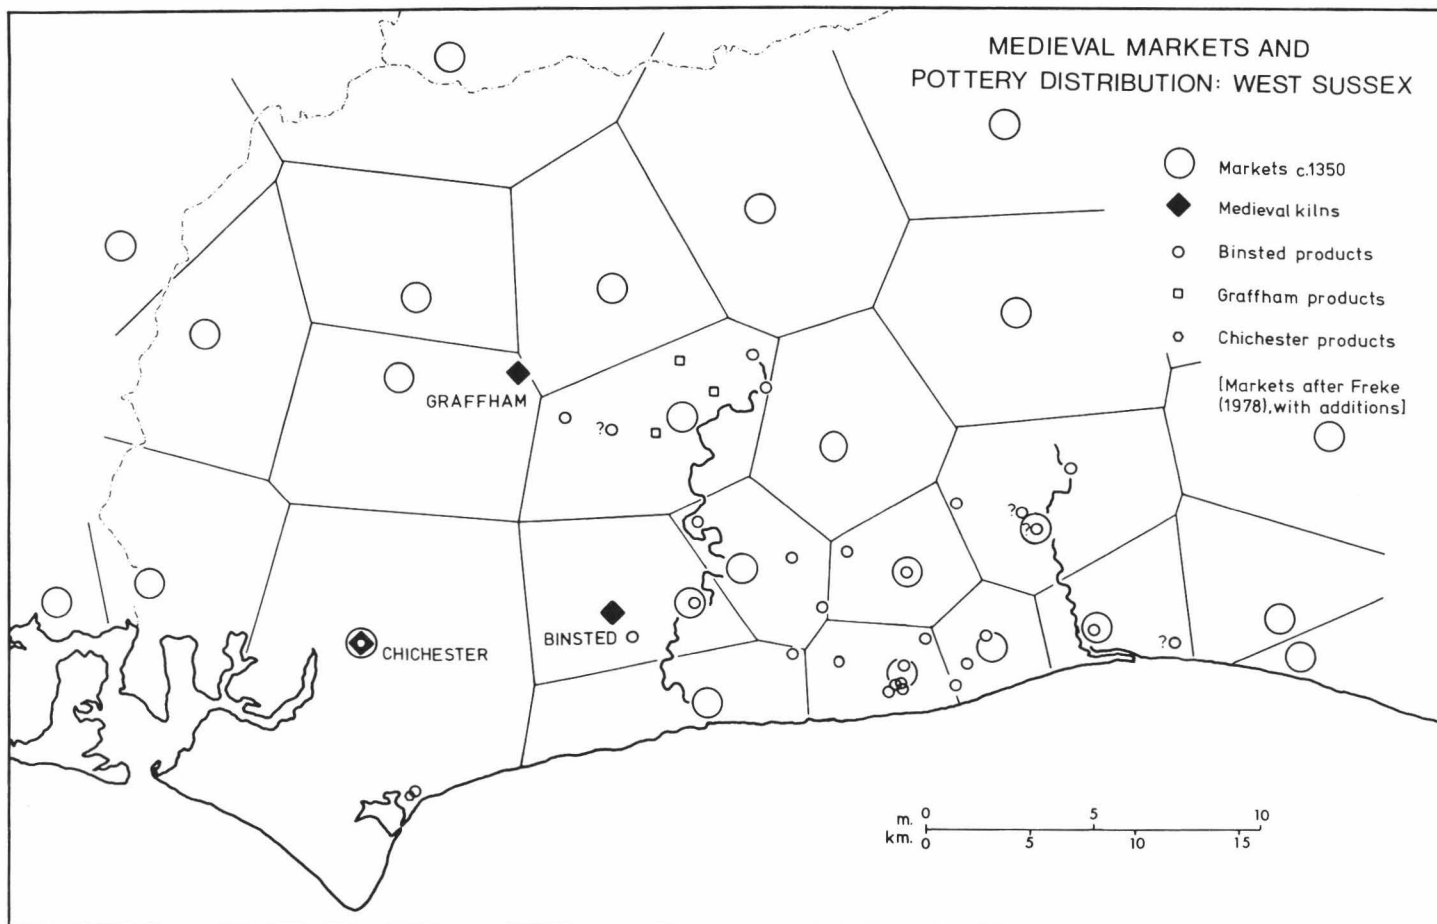 MEDIEVAL MARKETS AND
POTTERY DISTRIBUTION: WEST SUSSEX
Markets c.1350
Medieval kilns
Binsted products
Graffham products
Chichester products
[Markets after Freke
(1978), with additions]
GRAFFHAM
?
?
?
BINSTED
CHICHESTER
?
m. 0 5 10
km. 0 5 10 15